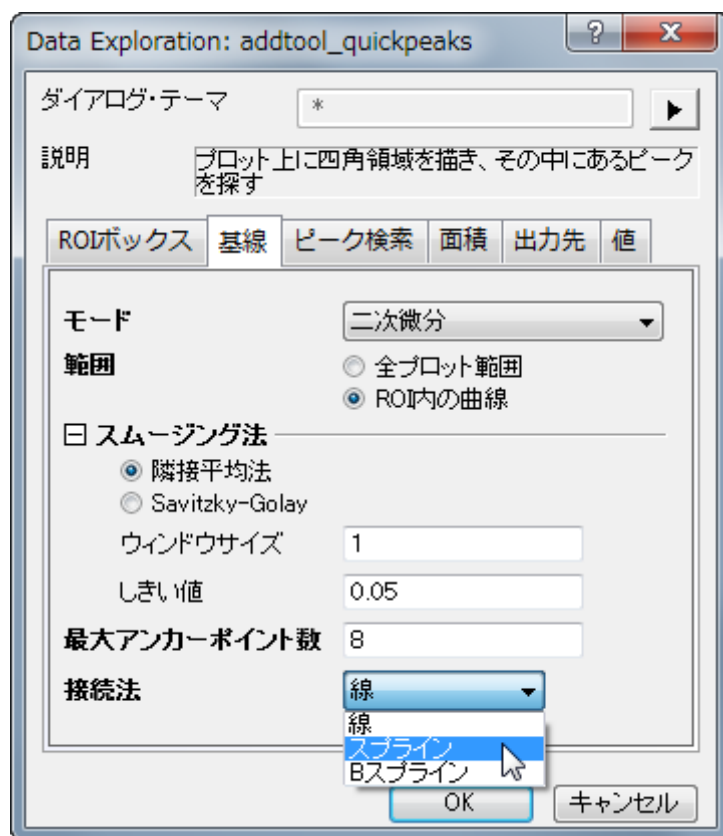 Data Exploration: addtool_quickpeaks
ダイアログ・テーマ
*
説明
プロット上に四角領域を描き、その中にあるピーク
を探す
ROIボックス 基線 ピーク検索 面積 出力先 値
モード 二次微分
範囲 全プロット範囲
ROI内の曲線
スムージング法
隣接平均法
Savitzky-Golay
ウィンドウサイズ 1
しきい値 0.05
最大アンカーポイント数 8
接続法 線
線
スプライン
Bスプライン
OK キャンセル